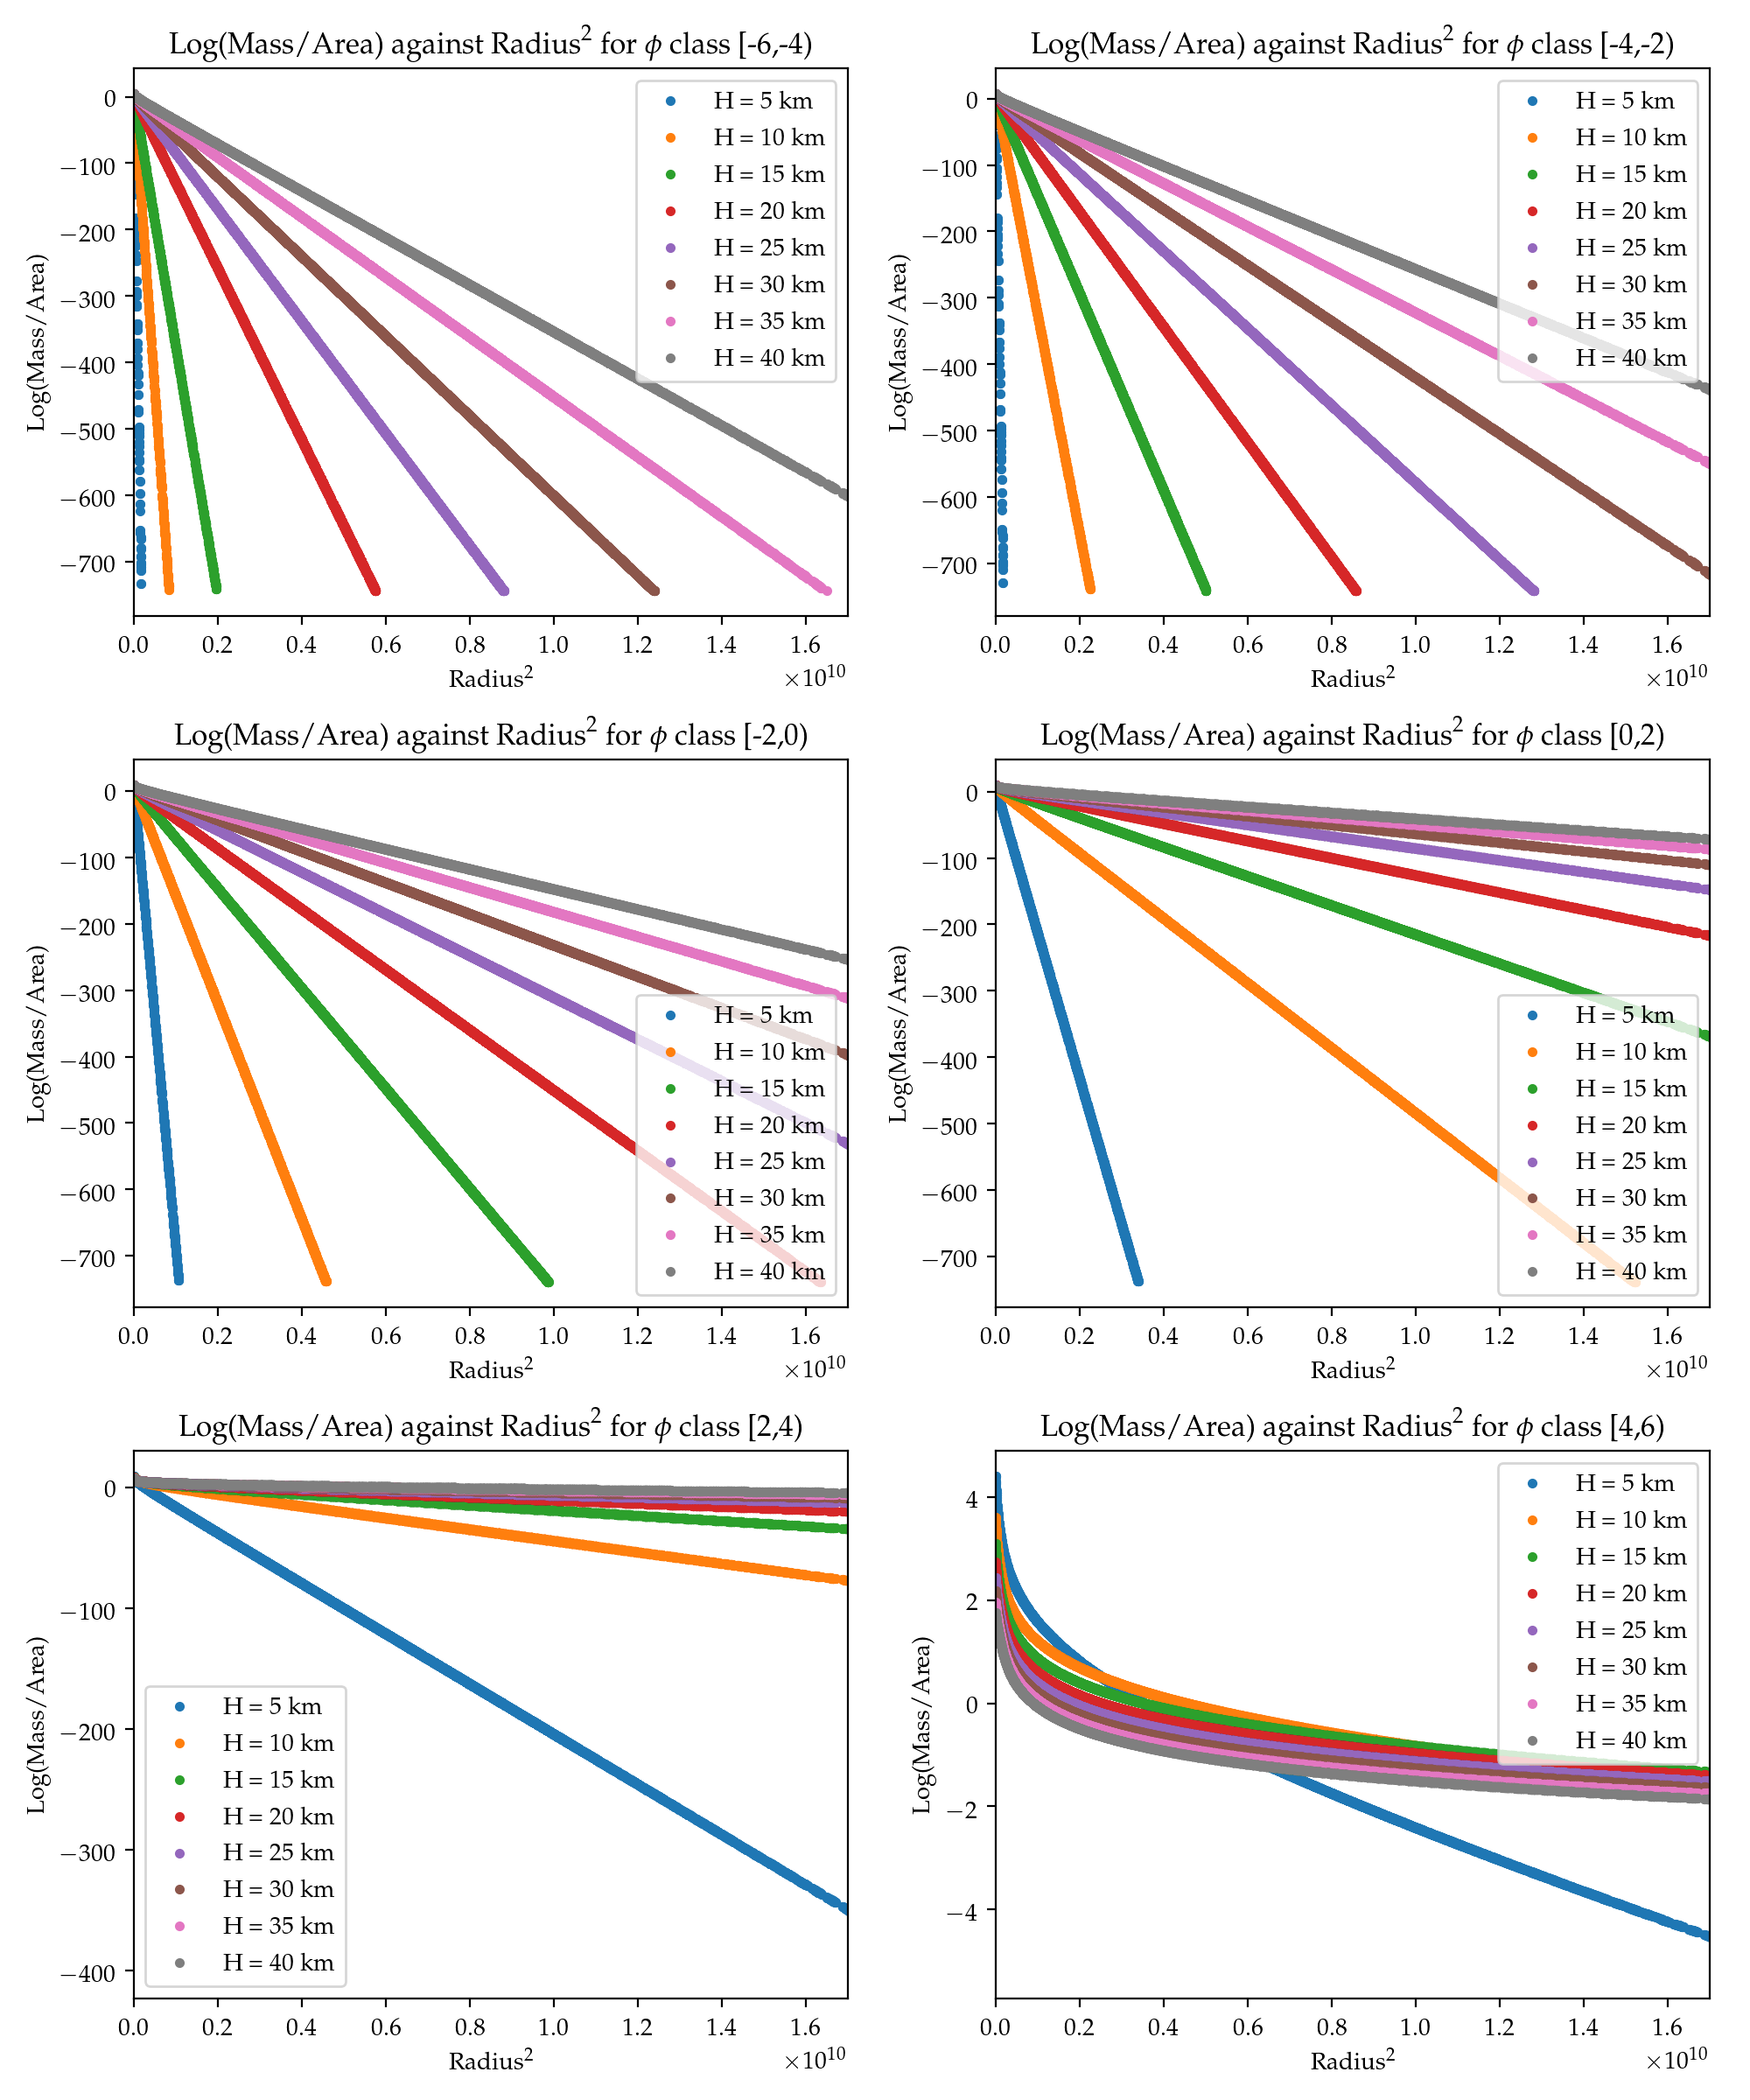 Log(Mass/Area) against Radius² for ϕ class [-6,-4)
Log(Mass/Area)
0
−100
−200
−300
−400
−500
−600
−700
H = 5 km
H = 10 km
H = 15 km
H = 20 km
H = 25 km
H = 30 km
H = 35 km
H = 40 km
0.0 0.2 0.4 0.6 0.8 1.0 1.2 1.4 1.6
Radius²
×10¹⁰
Log(Mass/Area) against Radius² for ϕ class [-4,-2)
Log(Mass/Area)
0
−100
−200
−300
−400
−500
−600
−700
H = 5 km
H = 10 km
H = 15 km
H = 20 km
H = 25 km
H = 30 km
H = 35 km
H = 40 km
0.0 0.2 0.4 0.6 0.8 1.0 1.2 1.4 1.6
Radius²
×10¹⁰
Log(Mass/Area) against Radius² for ϕ class [-2,0)
Log(Mass/Area)
0
−100
−200
−300
−400
−500
−600
−700
H = 5 km
H = 10 km
H = 15 km
H = 20 km
H = 25 km
H = 30 km
H = 35 km
H = 40 km
0.0 0.2 0.4 0.6 0.8 1.0 1.2 1.4 1.6
Radius²
×10¹⁰
Log(Mass/Area) against Radius² for ϕ class [0,2)
Log(Mass/Area)
0
−100
−200
−300
−400
−500
−600
−700
H = 5 km
H = 10 km
H = 15 km
H = 20 km
H = 25 km
H = 30 km
H = 35 km
H = 40 km
0.0 0.2 0.4 0.6 0.8 1.0 1.2 1.4 1.6
Radius²
×10¹⁰
Log(Mass/Area) against Radius² for ϕ class [2,4)
Log(Mass/Area)
0
−100
−200
−300
−400
H = 5 km
H = 10 km
H = 15 km
H = 20 km
H = 25 km
H = 30 km
H = 35 km
H = 40 km
0.0 0.2 0.4 0.6 0.8 1.0 1.2 1.4 1.6
Radius²
×10¹⁰
Log(Mass/Area) against Radius² for ϕ class [4,6)
Log(Mass/Area)
4
2
0
−2
−4
H = 5 km
H = 10 km
H = 15 km
H = 20 km
H = 25 km
H = 30 km
H = 35 km
H = 40 km
0.0 0.2 0.4 0.6 0.8 1.0 1.2 1.4 1.6
Radius²
×10¹⁰